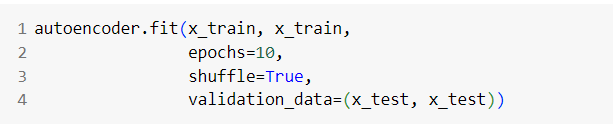 1 autoencoder.fit(x_train, x_train,
2                 epochs=10,
3                 shuffle=True,
4                 validation_data=(x_test, x_test))